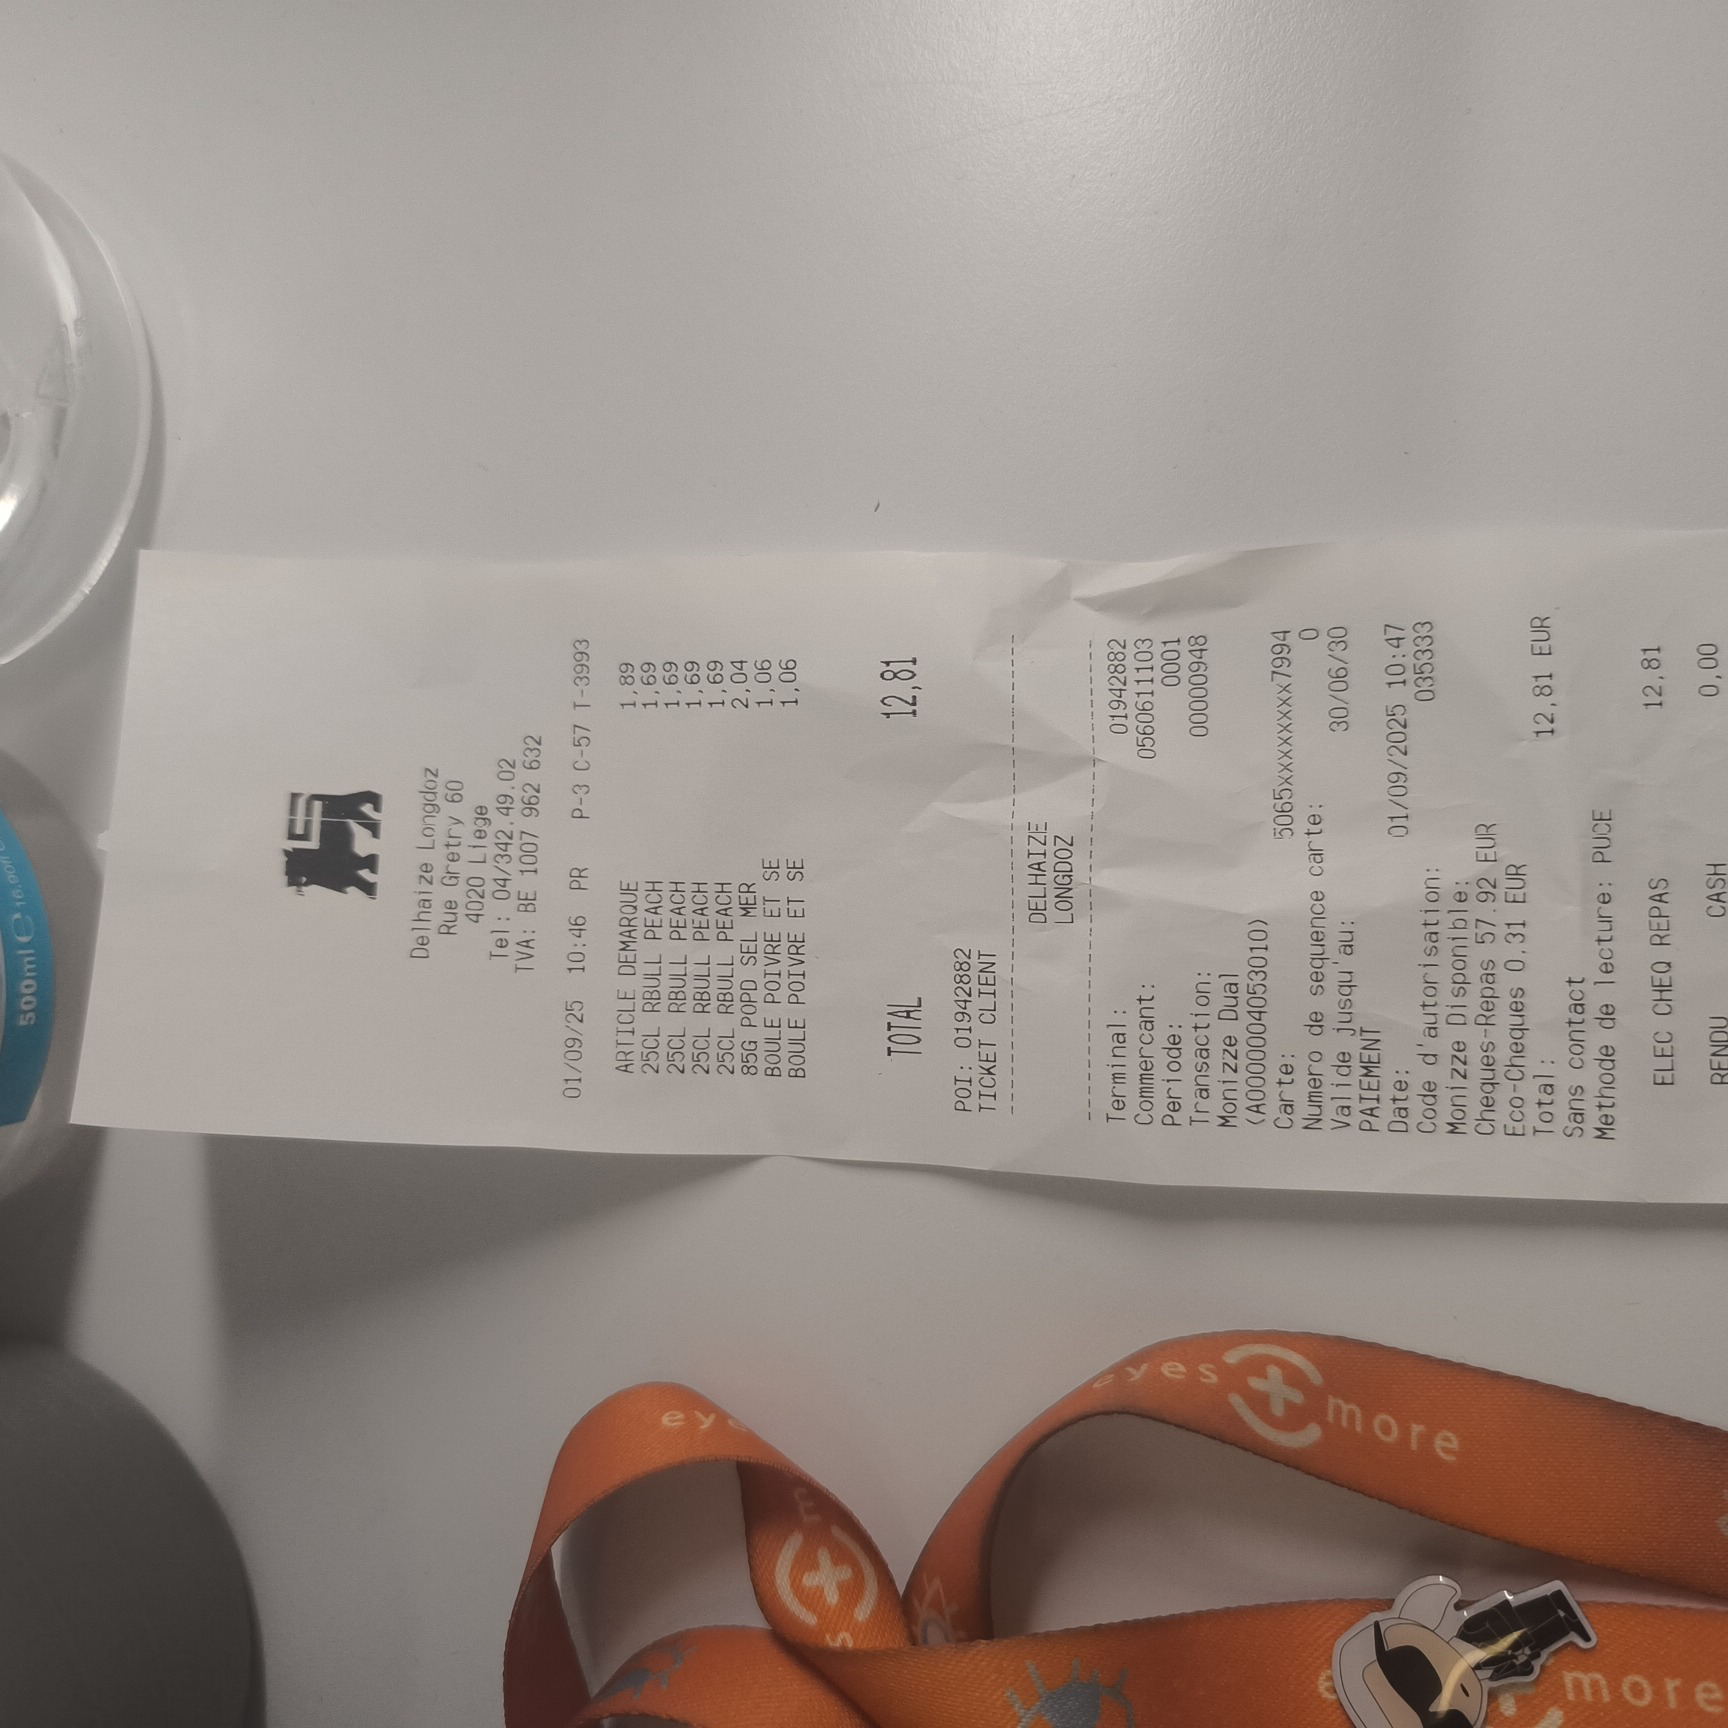 Delhaize Longdoz
Rue Gretry 60
4020 Liege
Tel: 04/342.49.02
TVA: BE 1007 962 632
01/09/25 10:46 PR P-3 C-57 T-3993
ARTICLE DEMARQUE 1,89
25CL RBULL PEACH 1,69
25CL RBULL PEACH 1,69
25CL RBULL PEACH 1,69
25CL RBULL PEACH 1,69
85G POPD SEL MER 2,04
BOULE POIVRE ET SE 1,06
BOULE POIVRE ET SE 1,06
TOTAL 12,81
POI: 01942882
TICKET CLIENT
DELHAIZE
LONGDOZ
Terminal: 01942882
Commercant: 0560611103
Periode: 0001
Transaction: 00000948
Monizze Dual
(A0000004053010)
Carte: 5065xxxxxxxxx7994
Numero de sequence carte: 0
Valide jusqu'au: 30/06/30
PAIEMENT
Date: 01/09/2025 10:47
Code d'autorisation: 035333
Monizze Disponible:
Cheques-Repas 57.92 EUR
Eco-Cheques 0,31 EUR
Total: 12,81 EUR
Sans contact
Methode de lecture: PUCE
ELEC CHEQ REPAS 12,81
RENDU CASH 0,00
500ml e
eyes + more
eye
more